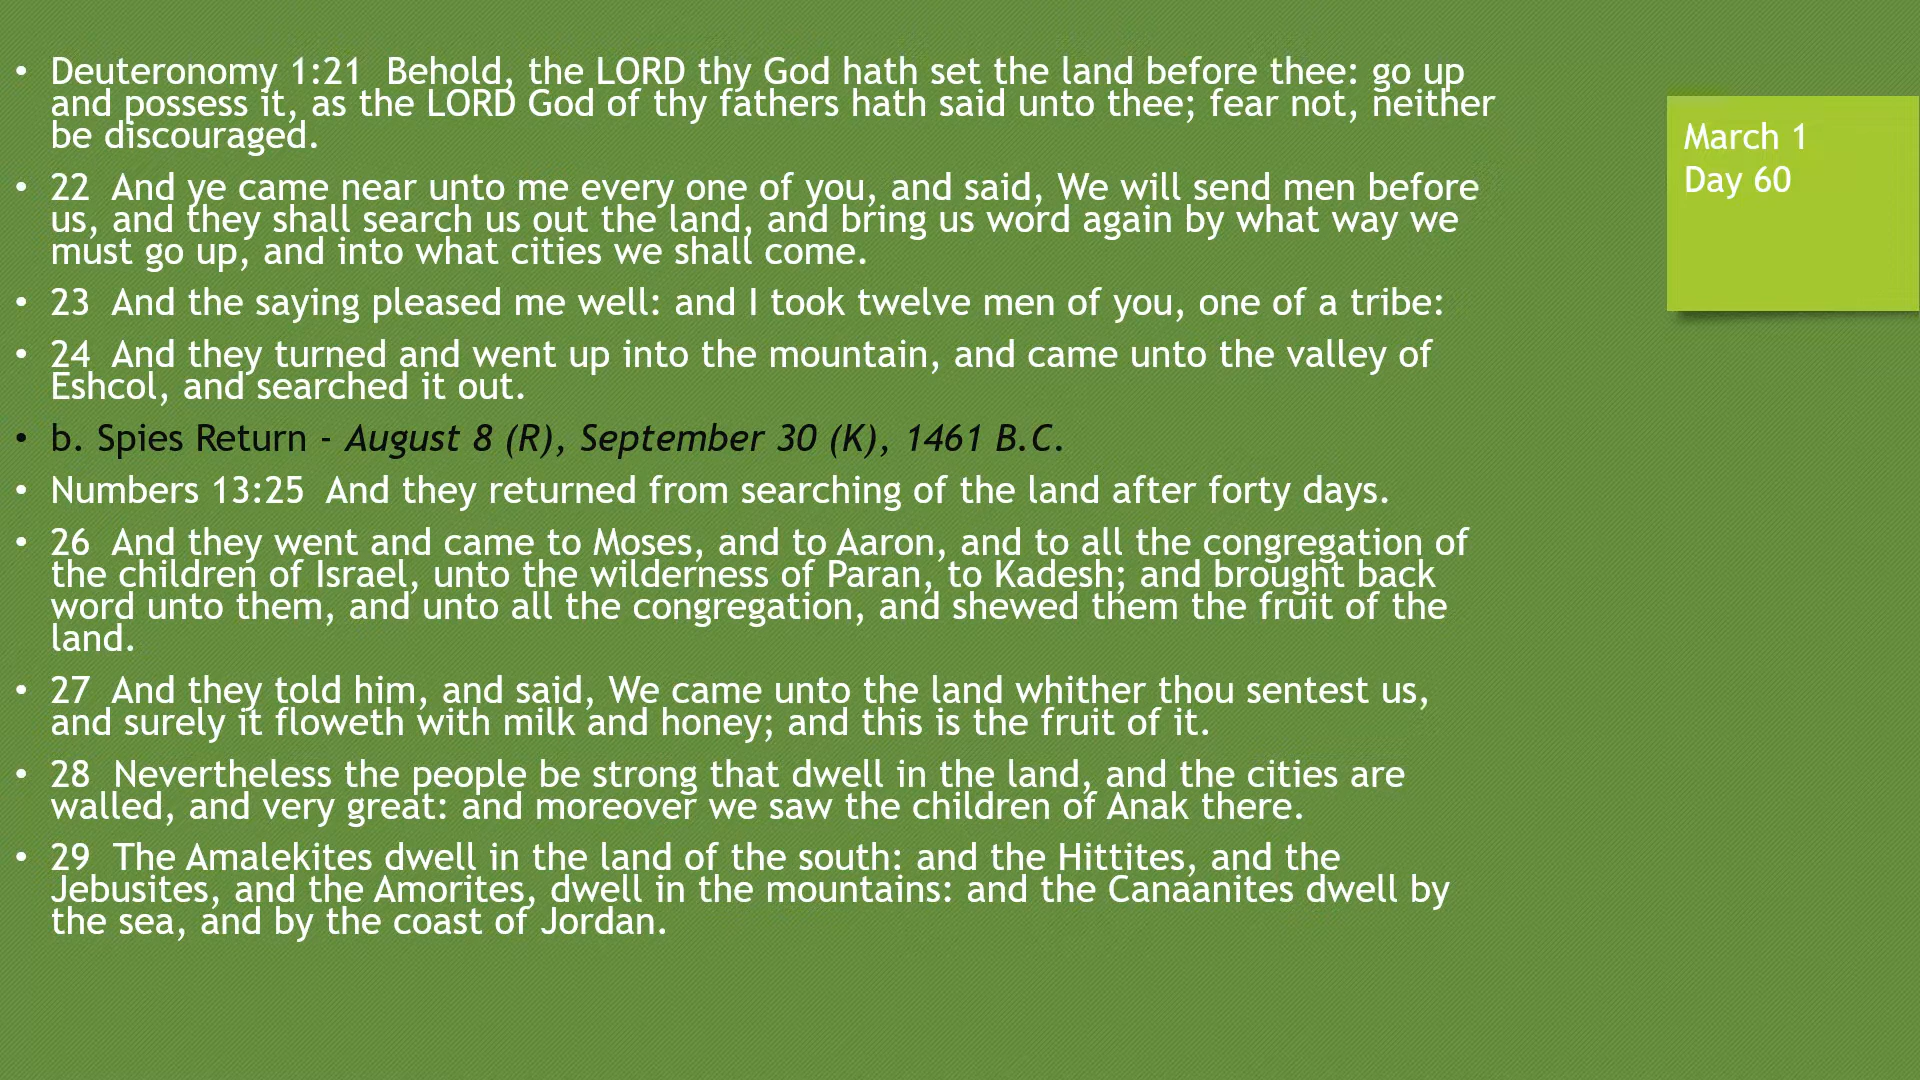 • Deuteronomy 1:21  Behold, the LORD thy God hath set the land before thee: go up
and possess it, as the LORD God of thy fathers hath said unto thee; fear not, neither
be discouraged.
• 22  And ye came near unto me every one of you, and said, We will send men before
us, and they shall search us out the land, and bring us word again by what way we
must go up, and into what cities we shall come.
• 23  And the saying pleased me well: and I took twelve men of you, one of a tribe:
• 24  And they turned and went up into the mountain, and came unto the valley of
Eshcol, and searched it out.
• b. Spies Return - August 8 (R), September 30 (K), 1461 B.C.
• Numbers 13:25  And they returned from searching of the land after forty days.
• 26  And they went and came to Moses, and to Aaron, and to all the congregation of
the children of Israel, unto the wilderness of Paran, to Kadesh; and brought back
word unto them, and unto all the congregation, and shewed them the fruit of the
land.
• 27  And they told him, and said, We came unto the land whither thou sentest us,
and surely it floweth with milk and honey; and this is the fruit of it.
• 28  Nevertheless the people be strong that dwell in the land, and the cities are
walled, and very great: and moreover we saw the children of Anak there.
• 29  The Amalekites dwell in the land of the south: and the Hittites, and the
Jebusites, and the Amorites, dwell in the mountains: and the Canaanites dwell by
the sea, and by the coast of Jordan.
March 1
Day 60